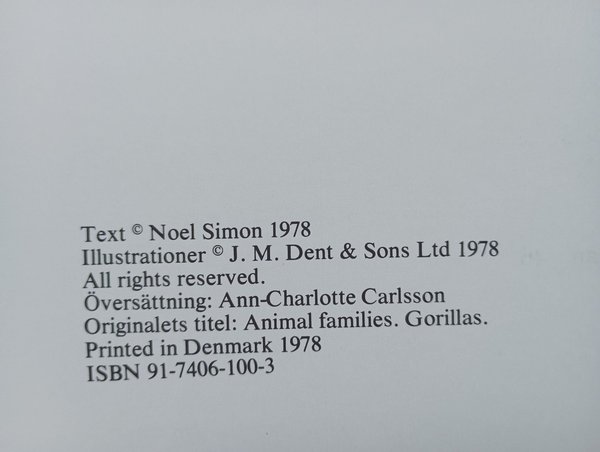 Text © Noel Simon 1978
Illustrationer © J. M. Dent & Sons Ltd 1978
All rights reserved.
Översättning: Ann-Charlotte Carlsson
Originalets titel: Animal families. Gorillas.
Printed in Denmark 1978
ISBN 91-7406-100-3